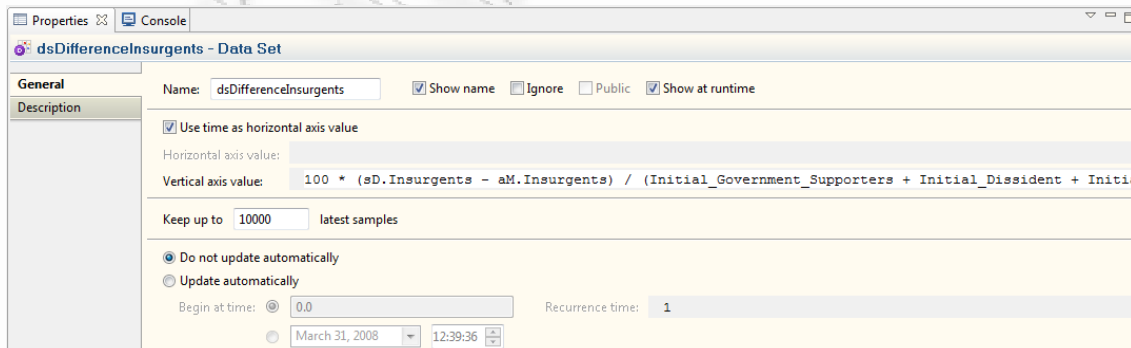 Properties Console
dsDifferenceInsurgents - Data Set
General
Description
Name: dsDifferenceInsurgents Show name Ignore Public Show at runtime
Use time as horizontal axis value
Horizontal axis value:
Vertical axis value: 100 * (sD.Insurgents - aM.Insurgents) / (Initial_Government_Supporters + Initial_Dissident +
Keep up to 10000 latest samples
Do not update automatically
Update automatically
Begin at time: 0.0 Recurrence time: 1
March 31, 2008 12:39:36